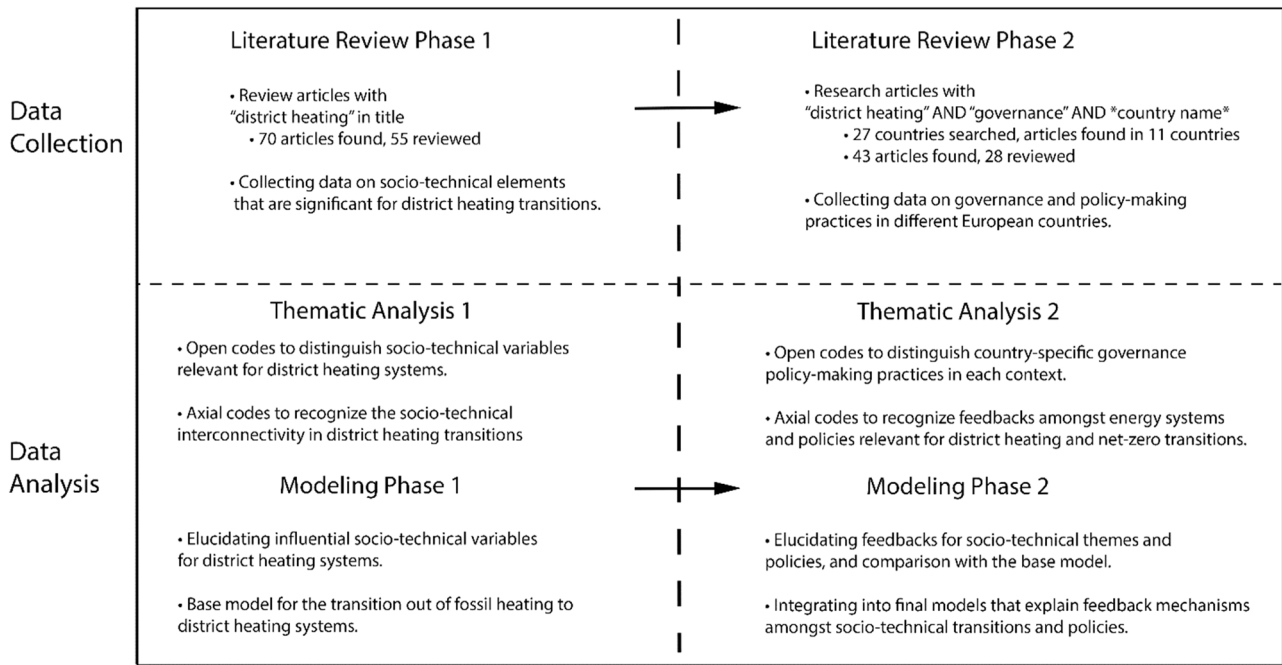 Data
Collection
Literature Review Phase 1
• Review articles with
"district heating" in title
• 70 articles found, 55 reviewed
• Collecting data on socio-technical elements
that are significant for district heating transitions.
Literature Review Phase 2
• Research articles with
"district heating" AND "governance" AND *country name*
• 27 countries searched, articles found in 11 countries
• 43 articles found, 28 reviewed
• Collecting data on governance and policy-making
practices in different European countries.
Data
Analysis
Thematic Analysis 1
• Open codes to distinguish socio-technical variables
relevant for district heating systems.
• Axial codes to recognize the socio-technical
interconnectivity in district heating transitions
Modeling Phase 1
• Elucidating influential socio-technical variables
for district heating systems.
• Base model for the transition out of fossil heating to
district heating systems.
Thematic Analysis 2
• Open codes to distinguish country-specific governance
policy-making practices in each context.
• Axial codes to recognize feedbacks amongst energy systems
and policies relevant for district heating and net-zero transitions.
Modeling Phase 2
• Elucidating feedbacks for socio-technical themes and
policies, and comparison with the base model.
• Integrating into final models that explain feedback mechanisms
amongst socio-technical transitions and policies.